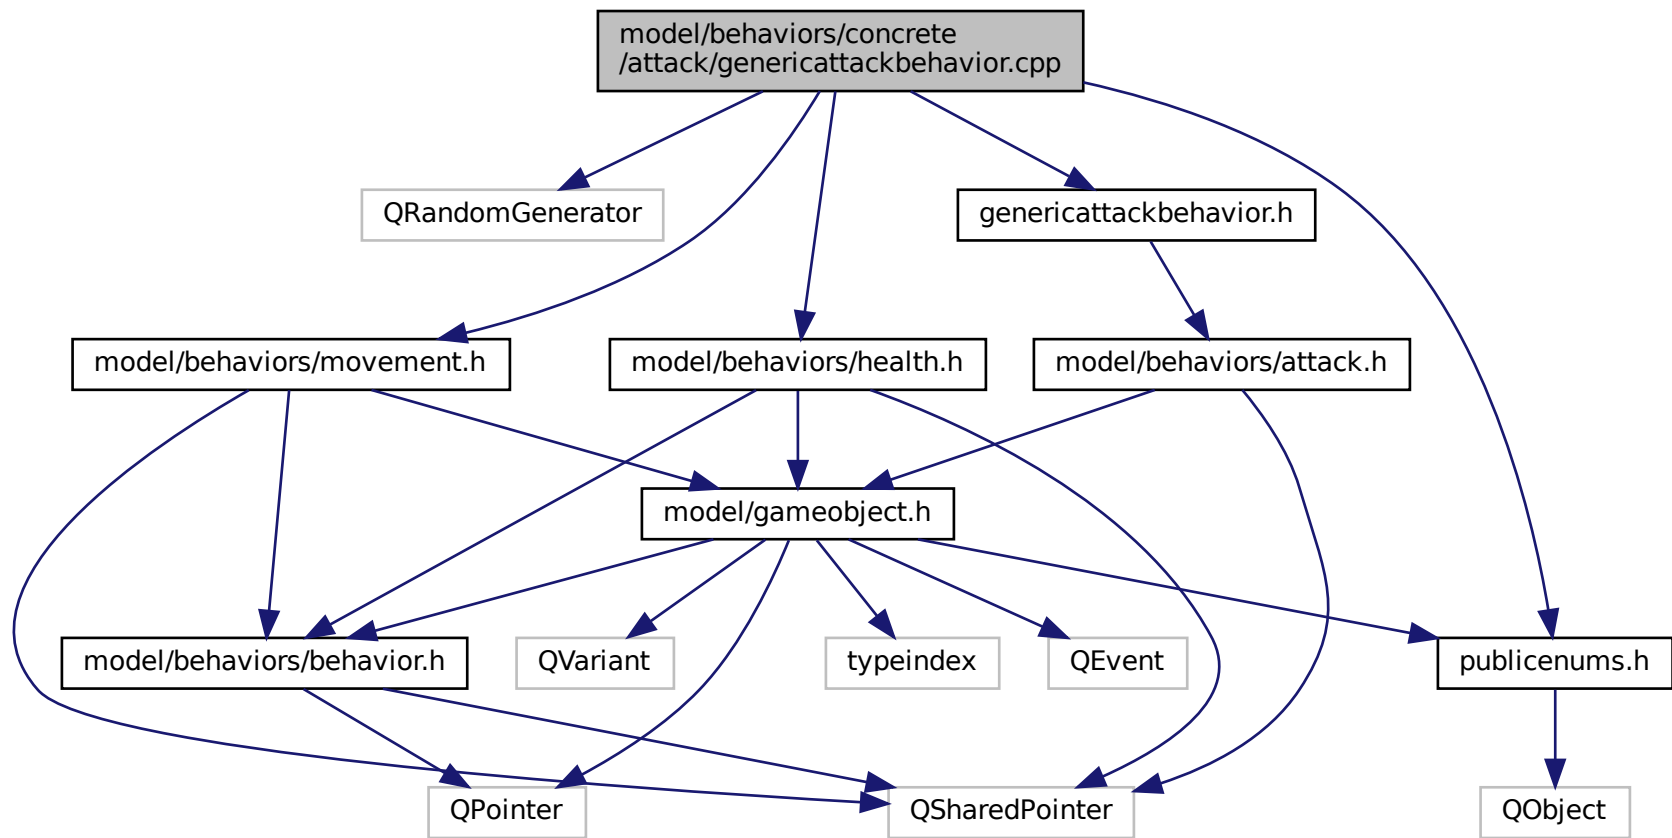 model/behaviors/concrete
/attack/genericattackbehavior.cpp
QRandomGenerator
genericattackbehavior.h
model/behaviors/movement.h
model/behaviors/health.h
model/behaviors/attack.h
model/gameobject.h
model/behaviors/behavior.h
QVariant
typeindex
QEvent
publicenums.h
QPointer
QSharedPointer
QObject